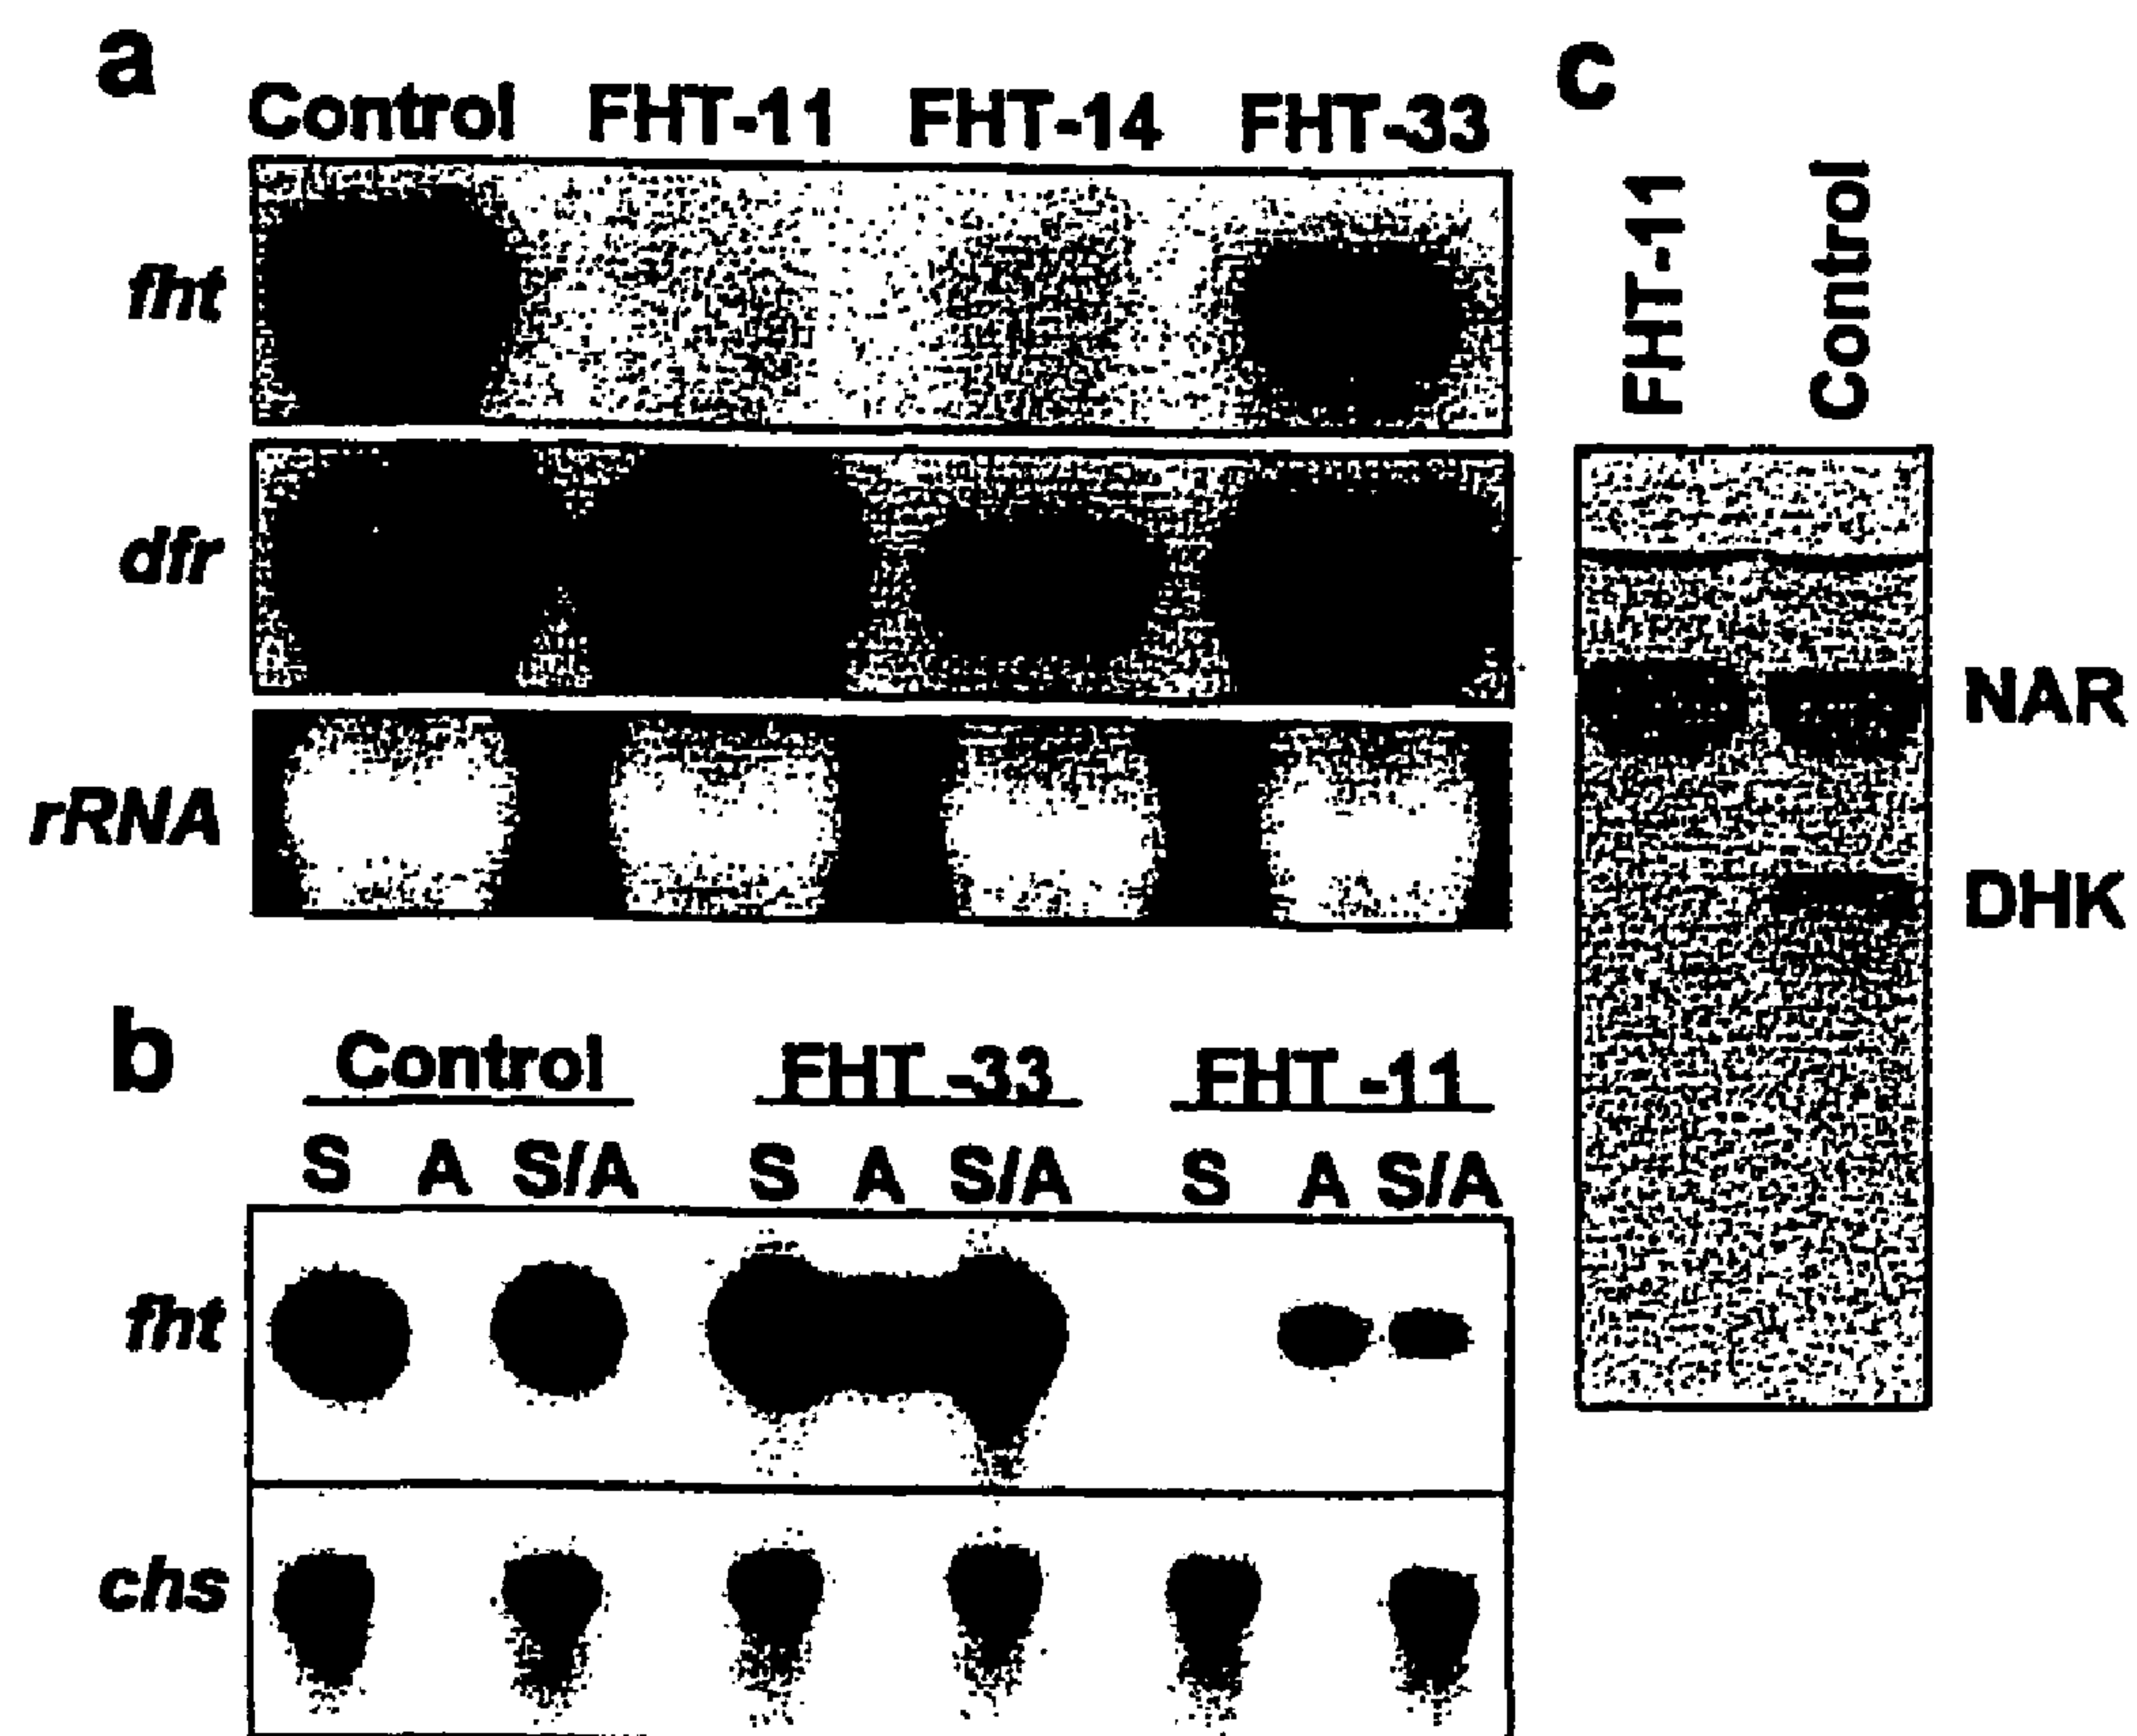 a
Control FHT-11 FHT-14 FHT-33
fht
dfr
rRNA
b
Control FHT -33 FHT -11
S A S/A S A S/A S A S/A
fht
chs
c
FHT-11 Control
NAR
DHK